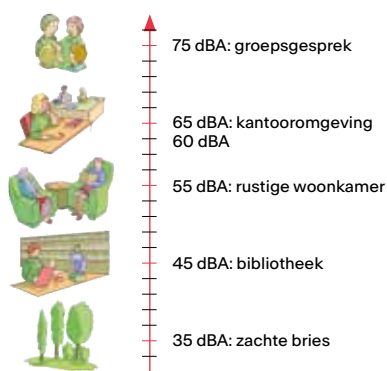 75 dBA: groepsgesprek
65 dBA: kantooromgeving
60 dBA
55 dBA: rustige woonkamer
45 dBA: bibliotheek
35 dBA: zachte bries